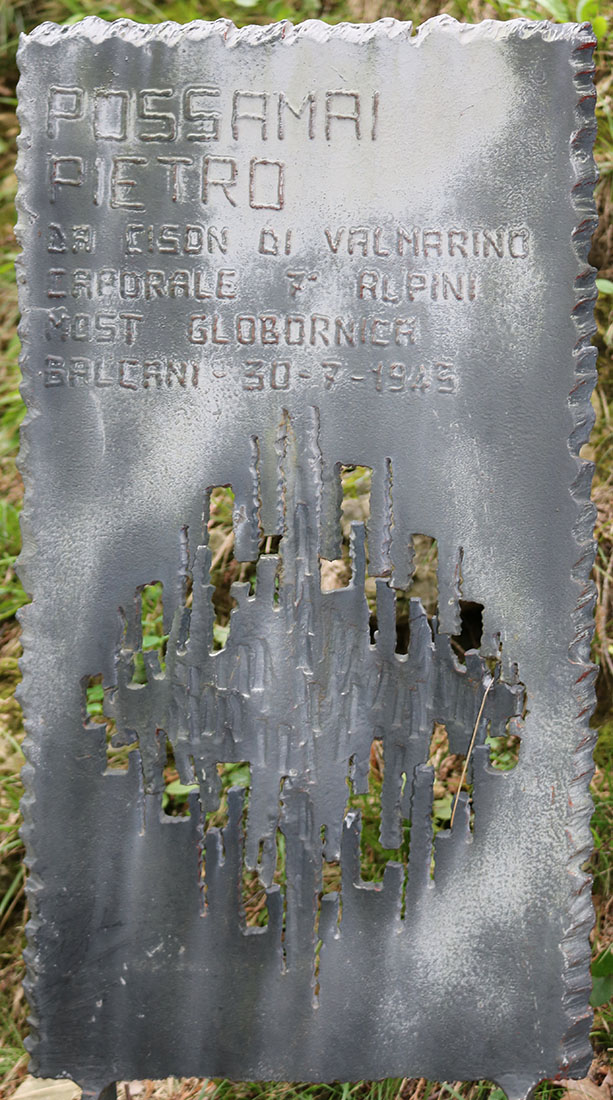 POSSAMAI
PIETRO
DA CISON DI VALMARINO
CAPORALE 7° ALPINI
MOST GLOBORNICA
BALCANI - 30-7-1945